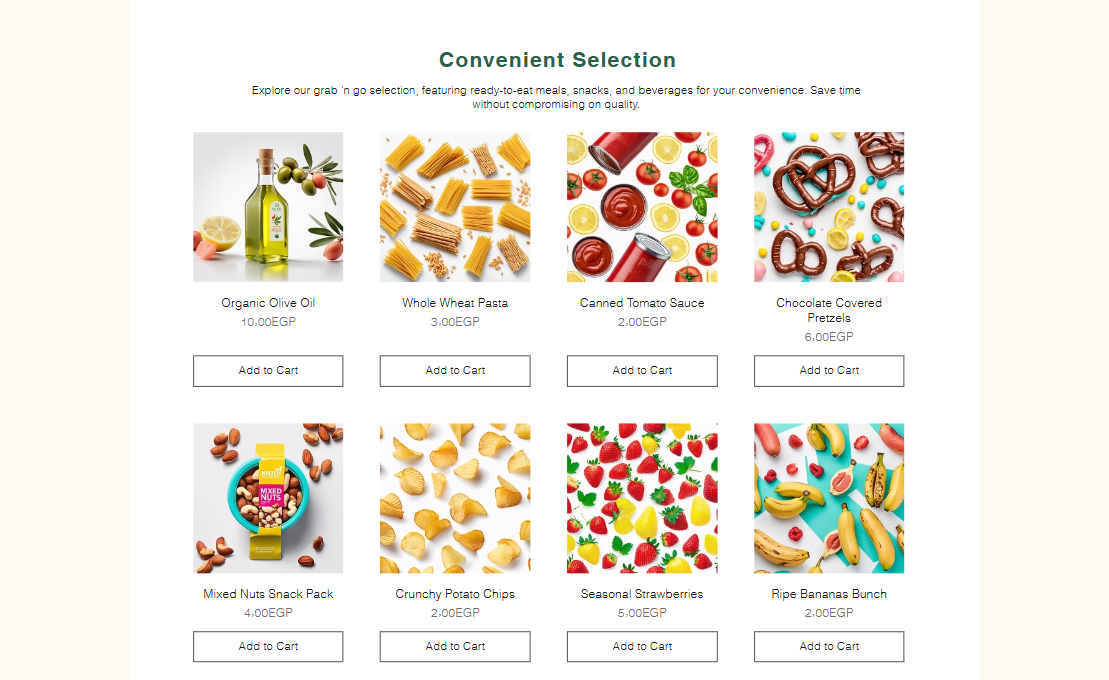 Convenient Selection
Explore our grab 'n go selection, featuring ready-to-eat meals, snacks, and beverages for your convenience. Save time
without compromising on quality.
Organic Olive Oil
10.00EGP
Add to Cart
Whole Wheat Pasta
3.00EGP
Add to Cart
Canned Tomato Sauce
2.00EGP
Add to Cart
Chocolate Covered
Pretzels
6.00EGP
Add to Cart
MIXED
NUTS
Mixed Nuts Snack Pack
4.00EGP
Add to Cart
Crunchy Potato Chips
2.00EGP
Add to Cart
Seasonal Strawberries
5.00EGP
Add to Cart
Ripe Bananas Bunch
2.00EGP
Add to Cart